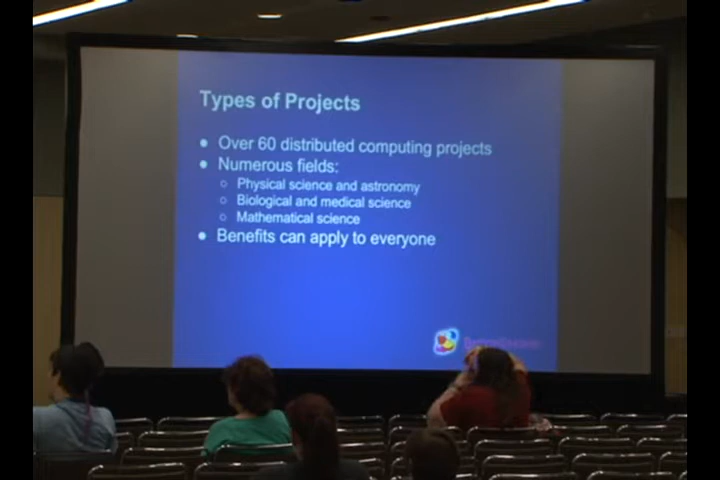 Types of Projects
● Over 60 distributed computing projects
● Numerous fields:
○ Physical science and astronomy
○ Biological and medical science
○ Mathematical science
● Benefits can apply to everyone